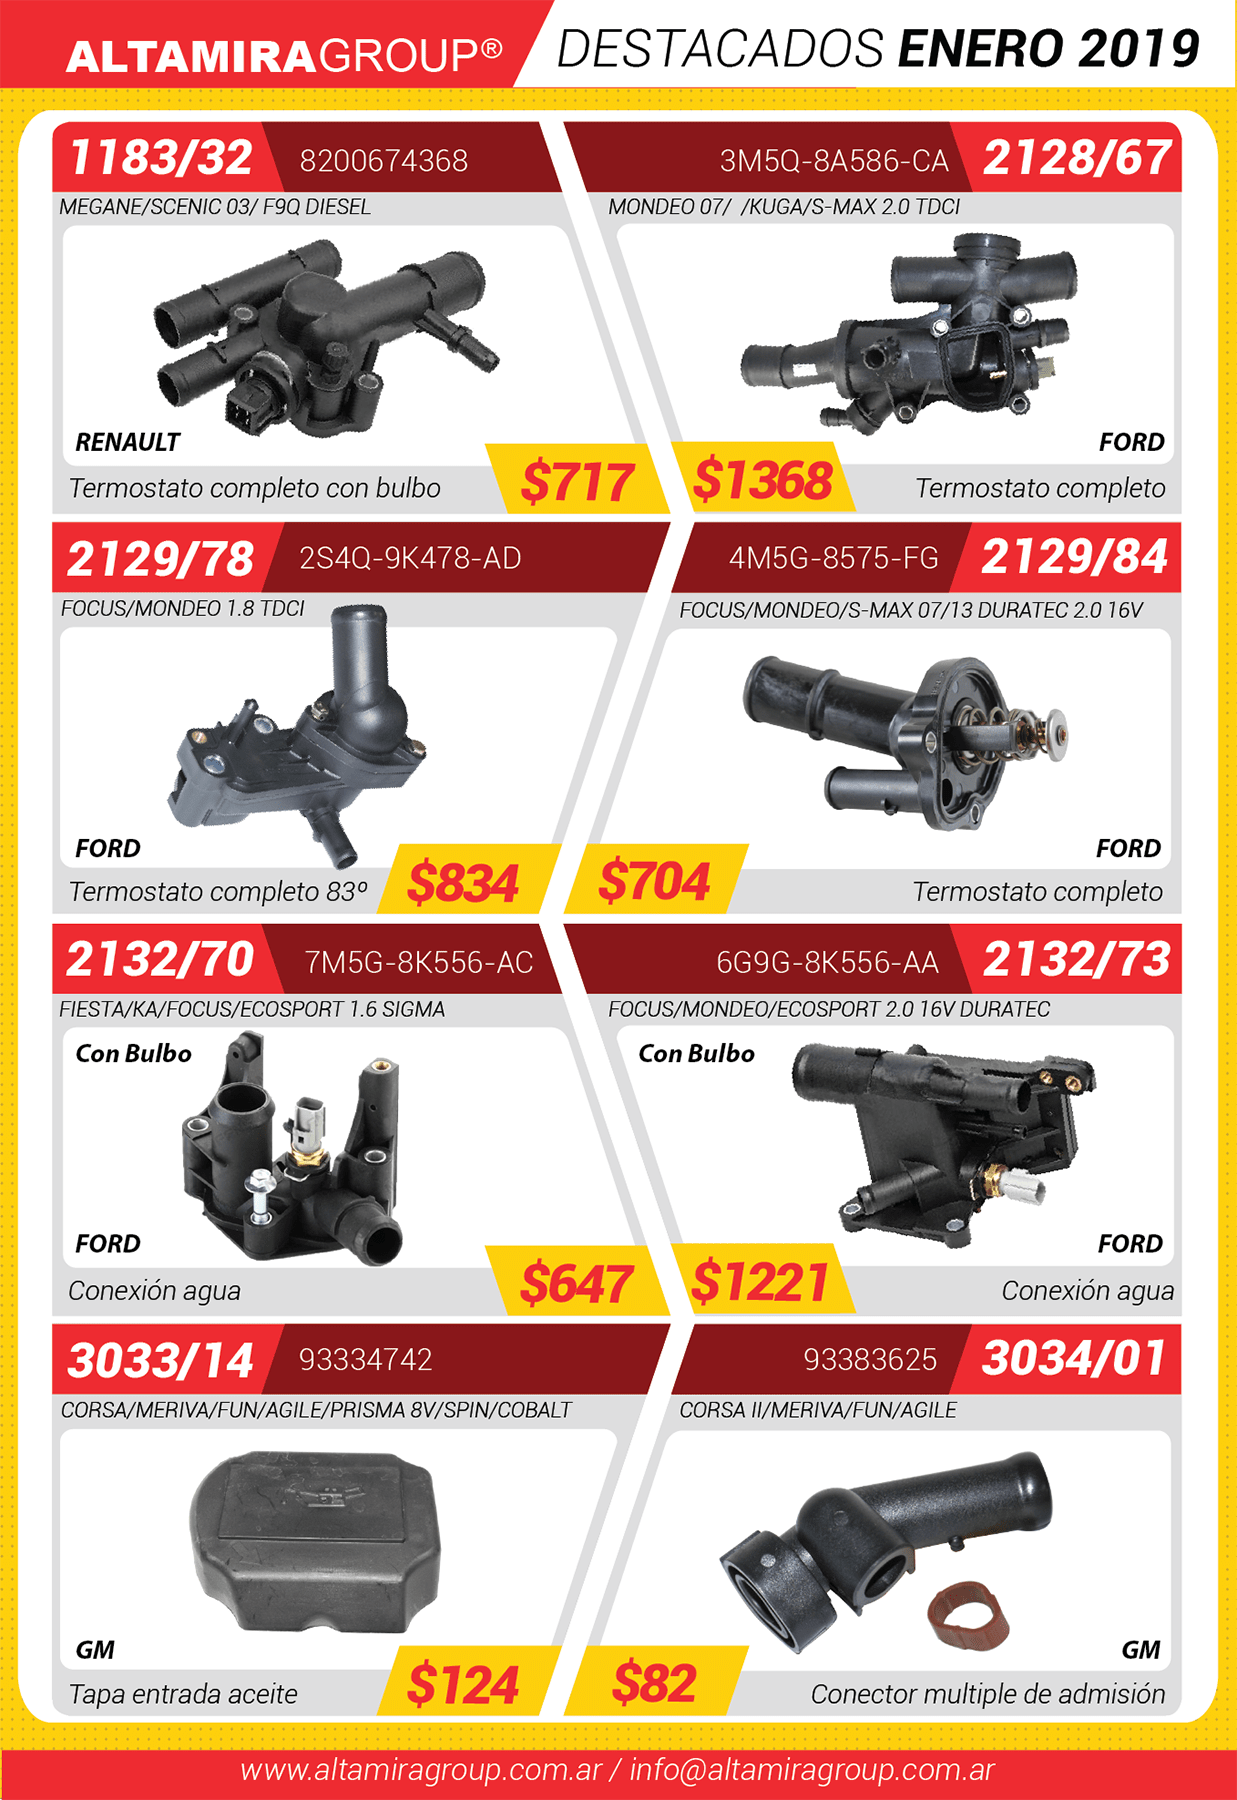 ALTAMIRAGROUP®
DESTACADOS ENERO 2019
1183/32 8200674368
MEGANE/SCENIC 03/ F9Q DIESEL
RENAULT
Termostato completo con bulbo
$717
3M5Q-8A586-CA 2128/67
MONDEO 07/ /KUGA/S-MAX 2.0 TDCI
FORD
$1368
Termostato completo
2129/78 2S4Q-9K478-AD
FOCUS/MONDEO 1.8 TDCI
FORD
Termostato completo 83º
$834
4M5G-8575-FG 2129/84
FOCUS/MONDEO/S-MAX 07/13 DURATEC 2.0 16V
FORD
$704
Termostato completo
2132/70 7M5G-8K556-AC
FIESTA/KA/FOCUS/ECOSPORT 1.6 SIGMA
Con Bulbo
FORD
Conexión agua
$647
6G9G-8K556-AA 2132/73
FOCUS/MONDEO/ECOSPORT 2.0 16V DURATEC
Con Bulbo
FORD
$1221
Conexión agua
3033/14 93334742
CORSA/MERIVA/FUN/AGILE/PRISMA 8V/SPIN/COBALT
GM
Tapa entrada aceite
$124
93383625 3034/01
CORSA II/MERIVA/FUN/AGILE
GM
$82
Conector multiple de admisión
www.altamiragroup.com.ar / info@altamiragroup.com.ar